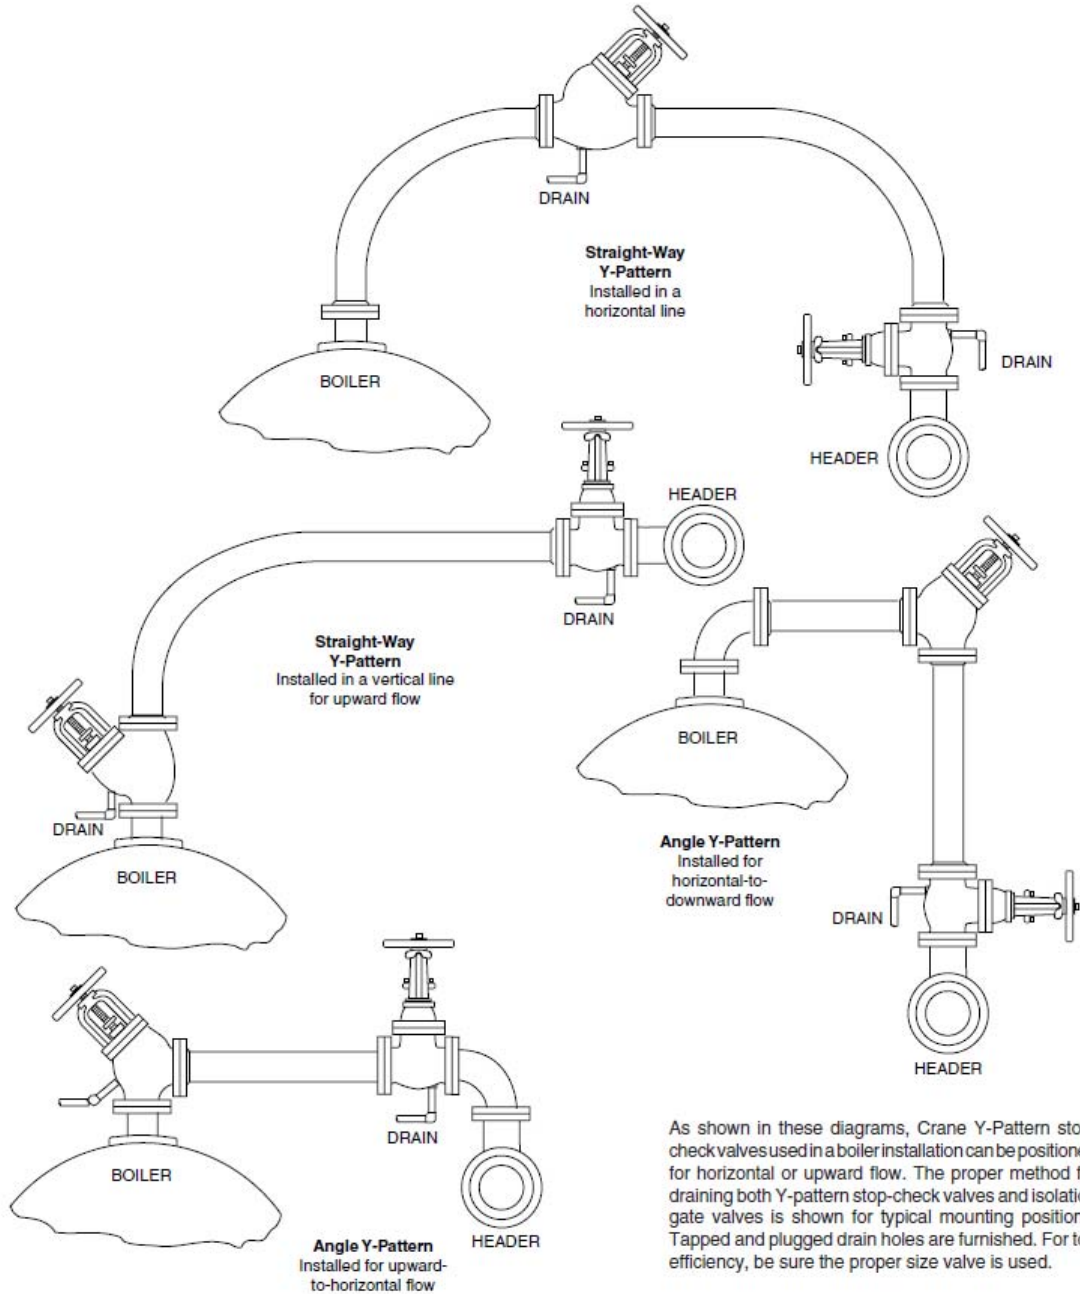 DRAIN
Straight-Way
Y-Pattern
Installed in a
horizontal line
BOILER
DRAIN
HEADER
HEADER
DRAIN
Straight-Way
Y-Pattern
Installed in a vertical line
for upward flow
BOILER
DRAIN
BOILER
Angle Y-Pattern
Installed for
horizontal-to-
downward flow
DRAIN
HEADER
DRAIN
BOILER
HEADER
Angle Y-Pattern
Installed for upward-
to-horizontal flow
As shown in these diagrams, Crane Y-Pattern sto
check valves used in a boiler installation can be positione
for horizontal or upward flow. The proper method f
draining both Y-pattern stop-check valves and isolatio
gate valves is shown for typical mounting position
Tapped and plugged drain holes are furnished. For to
efficiency, be sure the proper size valve is used.